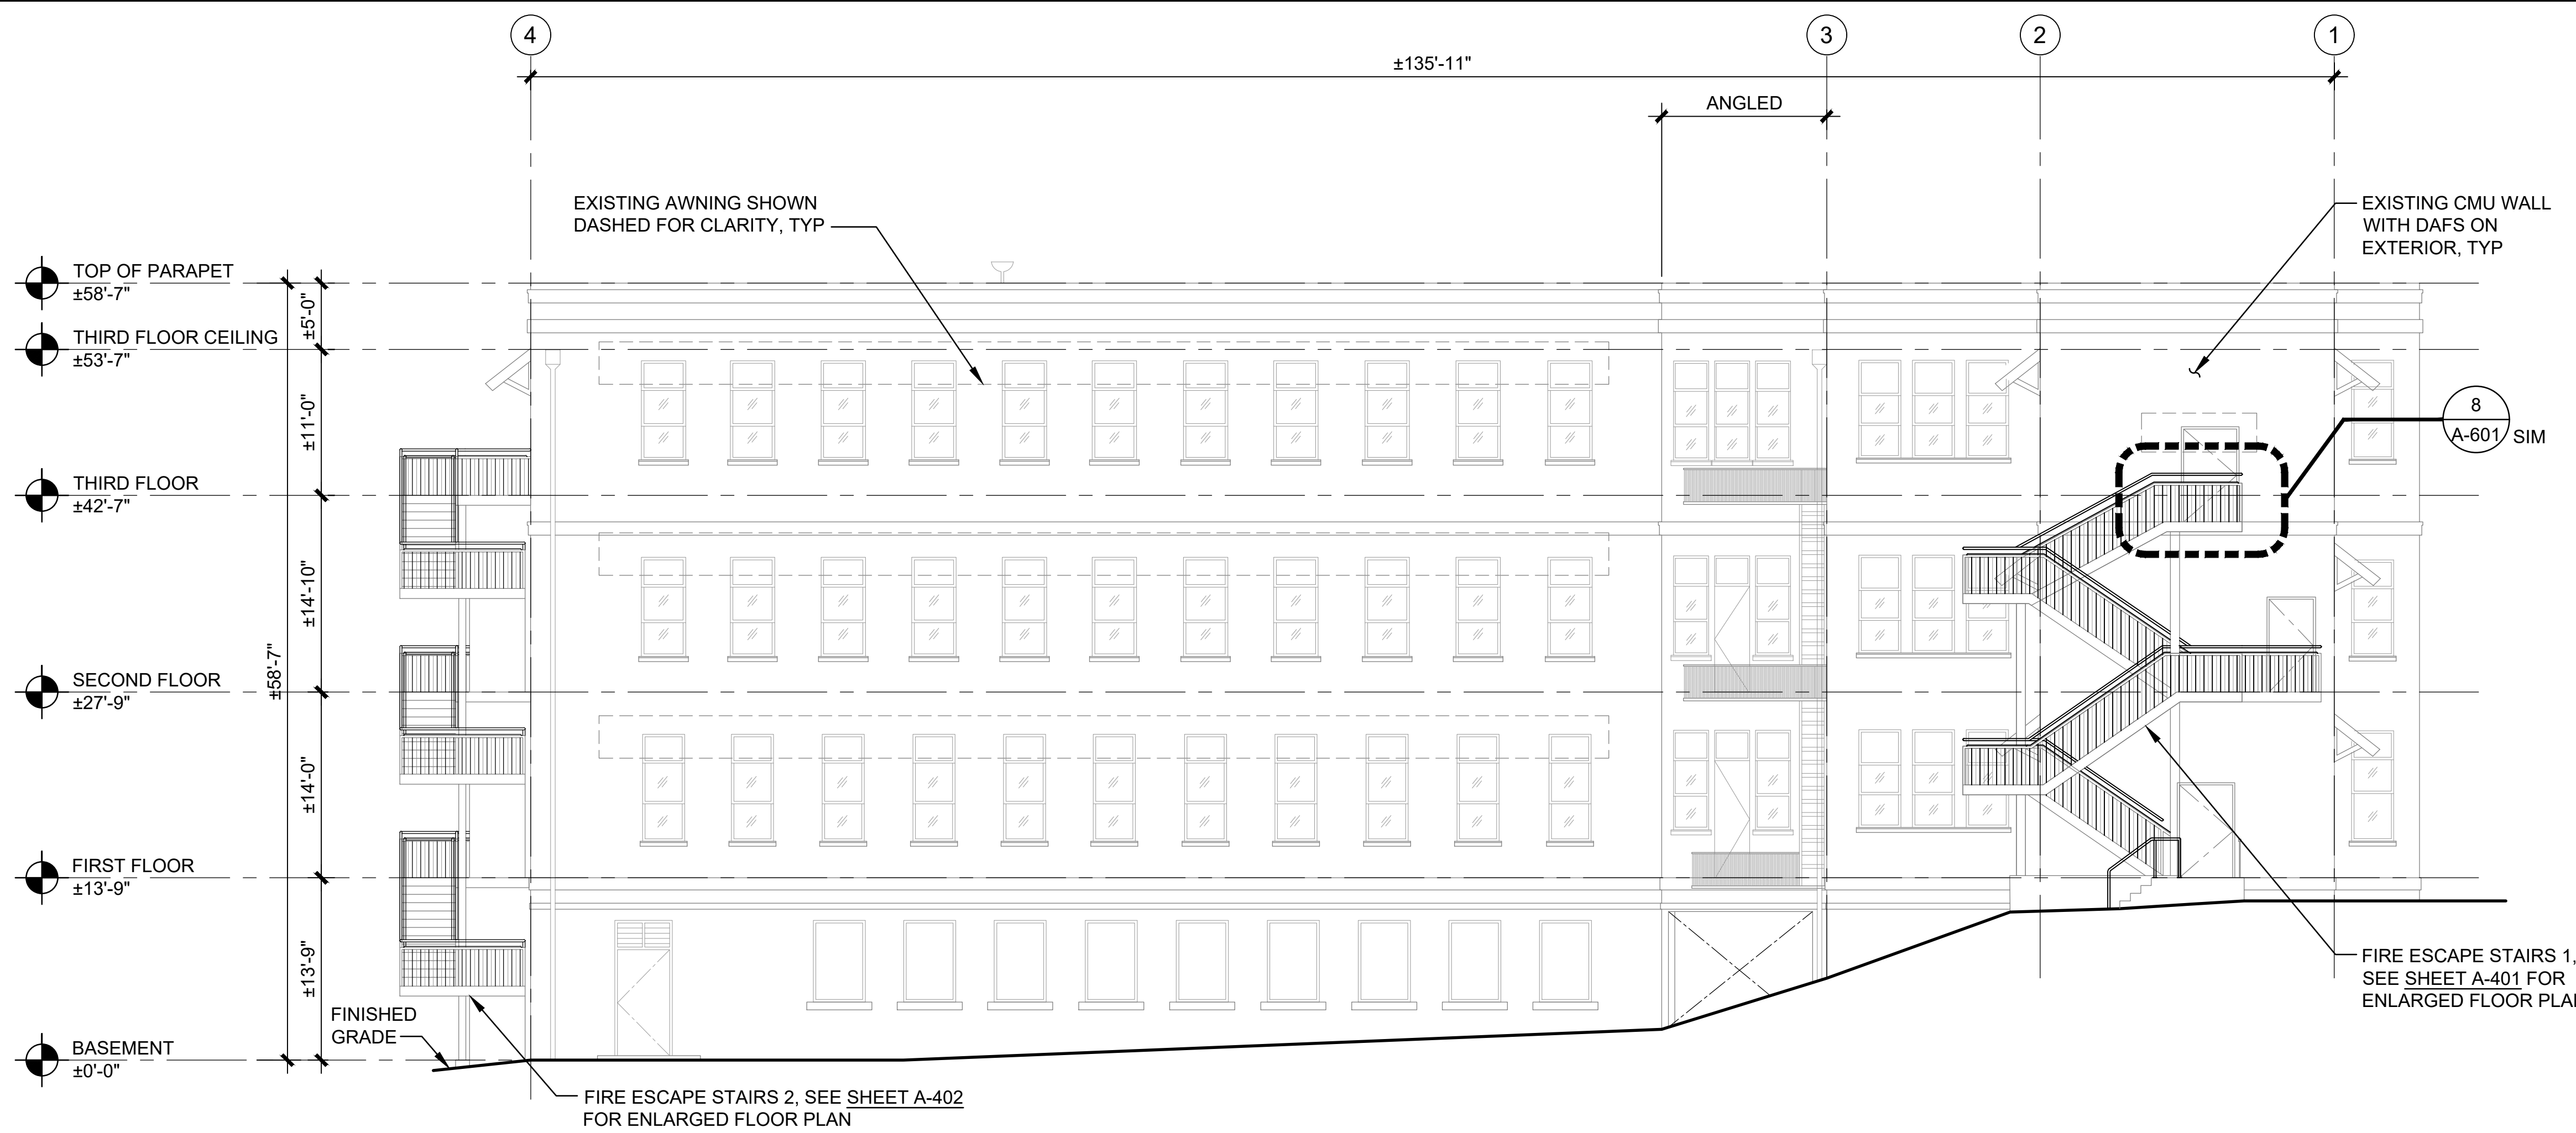 4
3
2
1
±135'-11"
ANGLED
EXISTING AWNING SHOWN
DASHED FOR CLARITY, TYP
EXISTING CMU WALL
WITH DAFS ON
EXTERIOR, TYP
TOP OF PARAPET
±58'-7"
±5'-0"
THIRD FLOOR CEILING
±53'-7"
±11'-0"
8
A-601
SIM
THIRD FLOOR
±42'-7"
±14'-10"
±58'-7"
SECOND FLOOR
±27'-9"
±14'-0"
FIRST FLOOR
±13'-9"
±13'-9"
FIRE ESCAPE STAIRS 1,
SEE SHEET A-401 FOR
ENLARGED FLOOR PLAN
FINISHED
GRADE
BASEMENT
±0'-0"
FIRE ESCAPE STAIRS 2, SEE SHEET A-402
FOR ENLARGED FLOOR PLAN